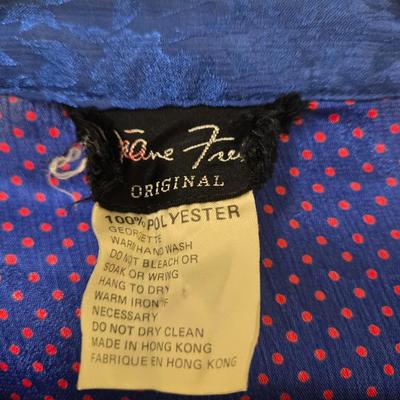 ORIGINAL
100% POLYESTER
GEORGETTE
WARM HAND WASH
DO NOT BLEACH OR
SOAK OR WRWG
HANG TO DRY
WARM IRON IF
NECESSARY
DO NOT DRY CLEAN
MADE IN HONG KONG
FABRIQUE EN HONG KONG